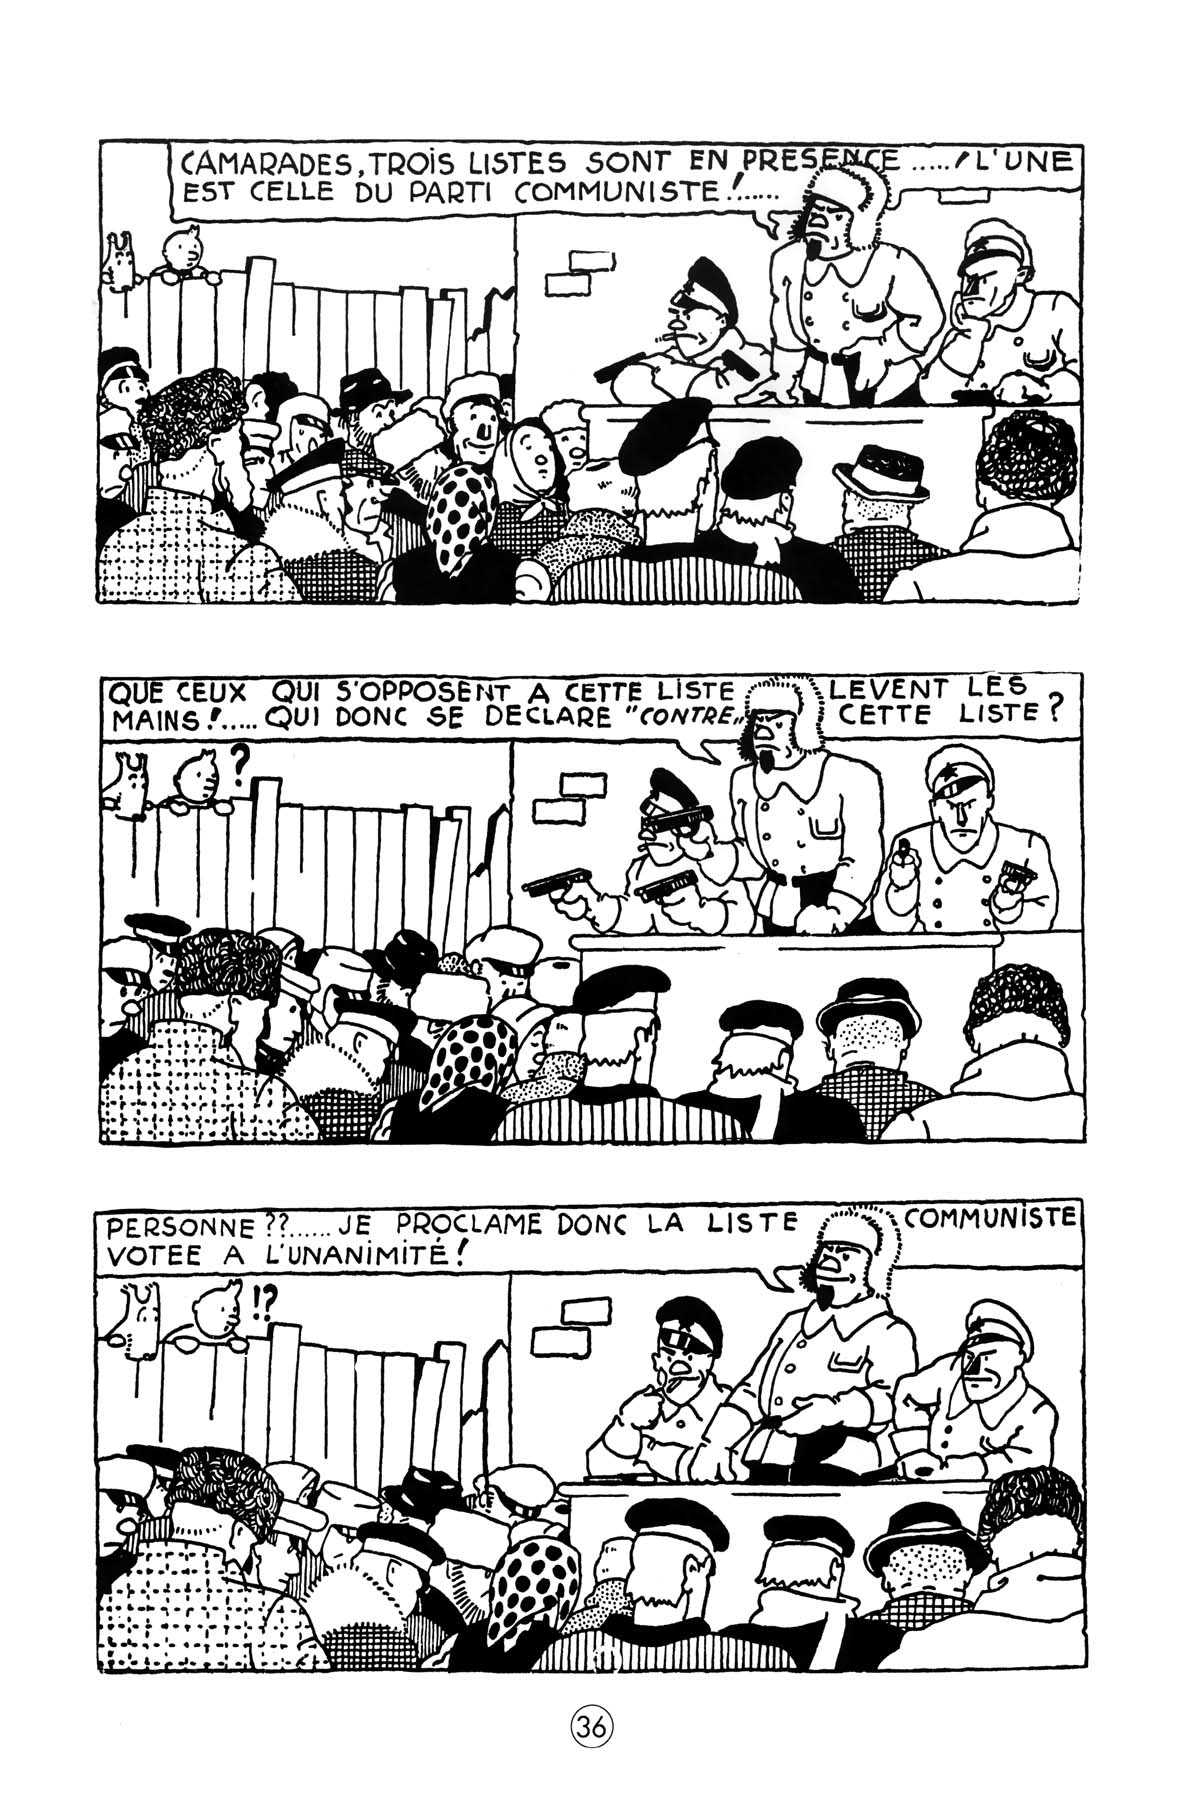 CAMARADES, TROIS LISTES SONT EN PRESENCE .....! L'UNE
EST CELLE DU PARTI COMMUNISTE!......
QUE CEUX QUI S'OPPOSENT A CETTE LISTE LEVENT LES
MAINS!..... QUI DONC SE DECLARE "CONTRE" CETTE LISTE?
?
PERSONNE??...... JE PROCLAME DONC LA LISTE COMMUNISTE
VOTEE A L'UNANIMITÉ!
!?
36